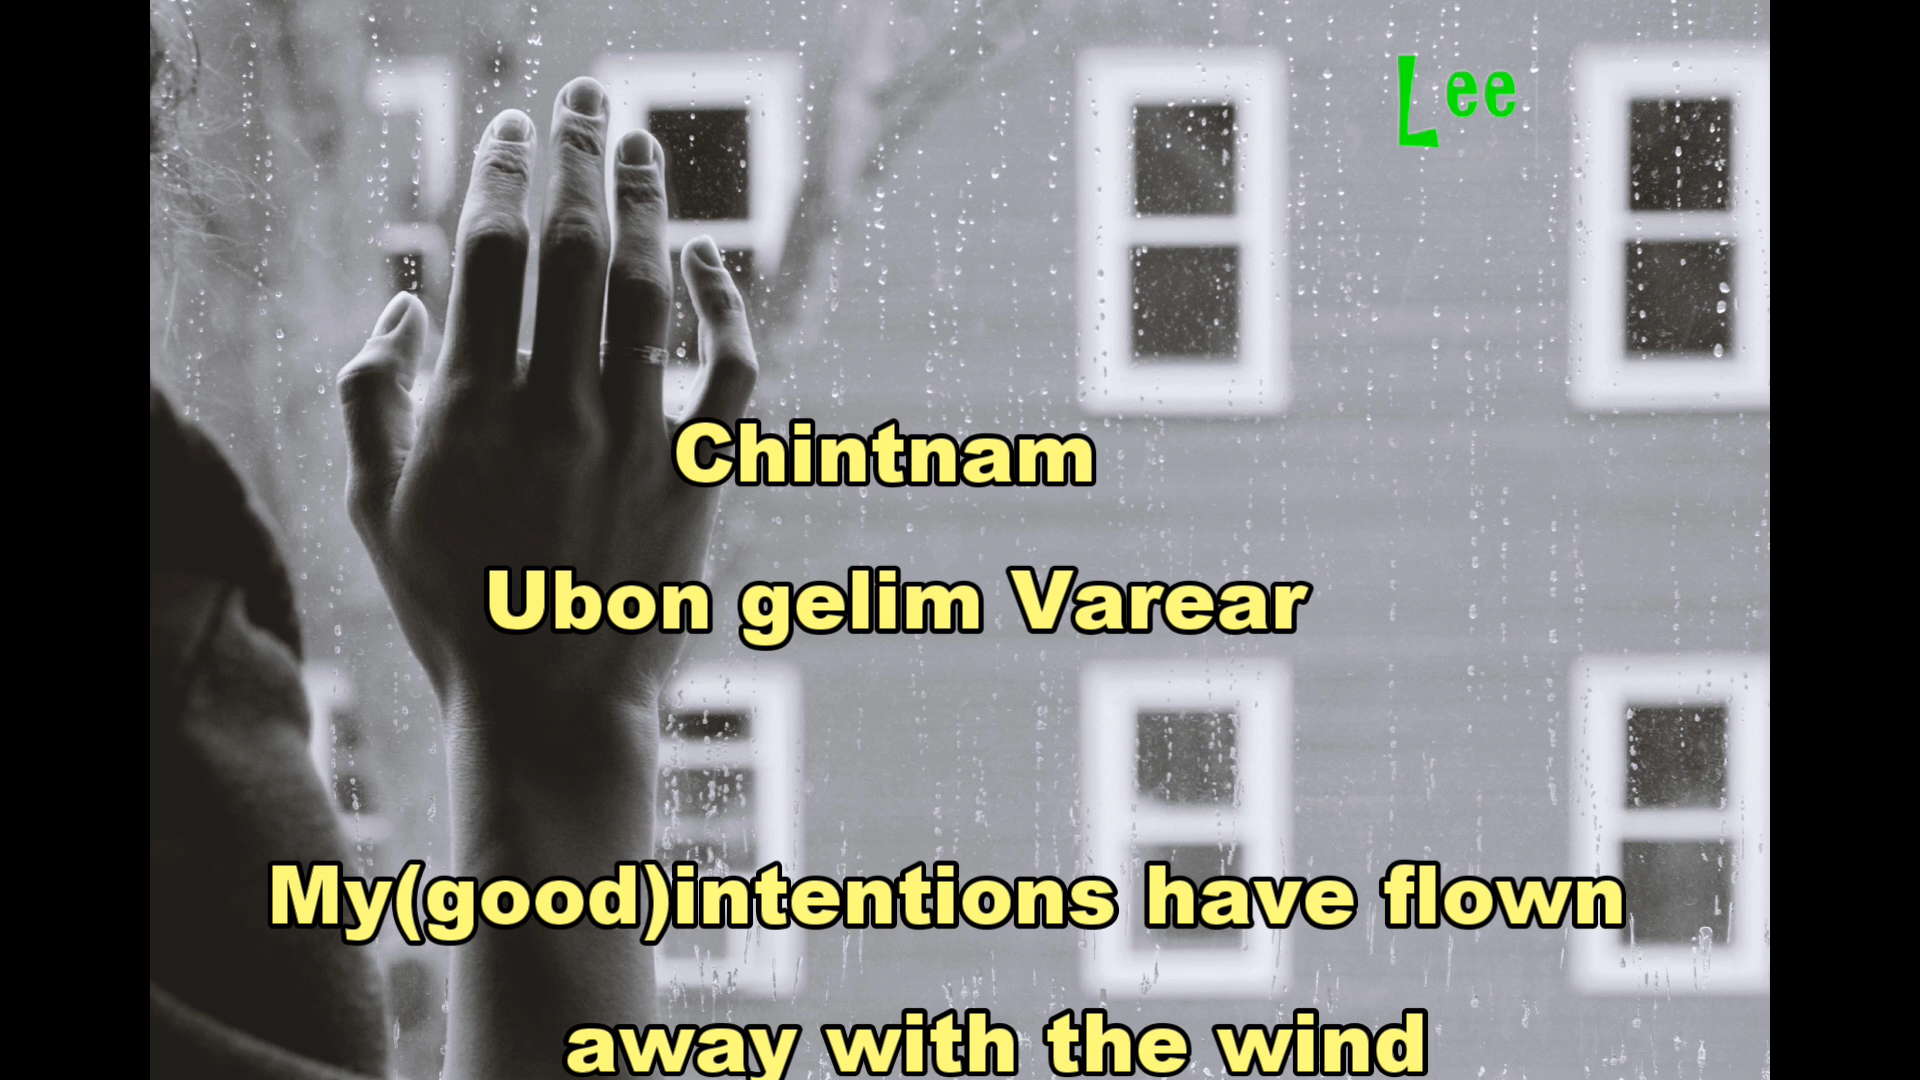 Lee
Chintnam
Ubon gelim Varear
My(good)intentions have flown
away with the wind